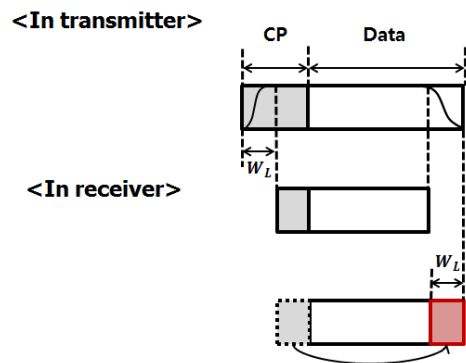 <In transmitter>
CP Data
W_L
<In receiver>
W_L